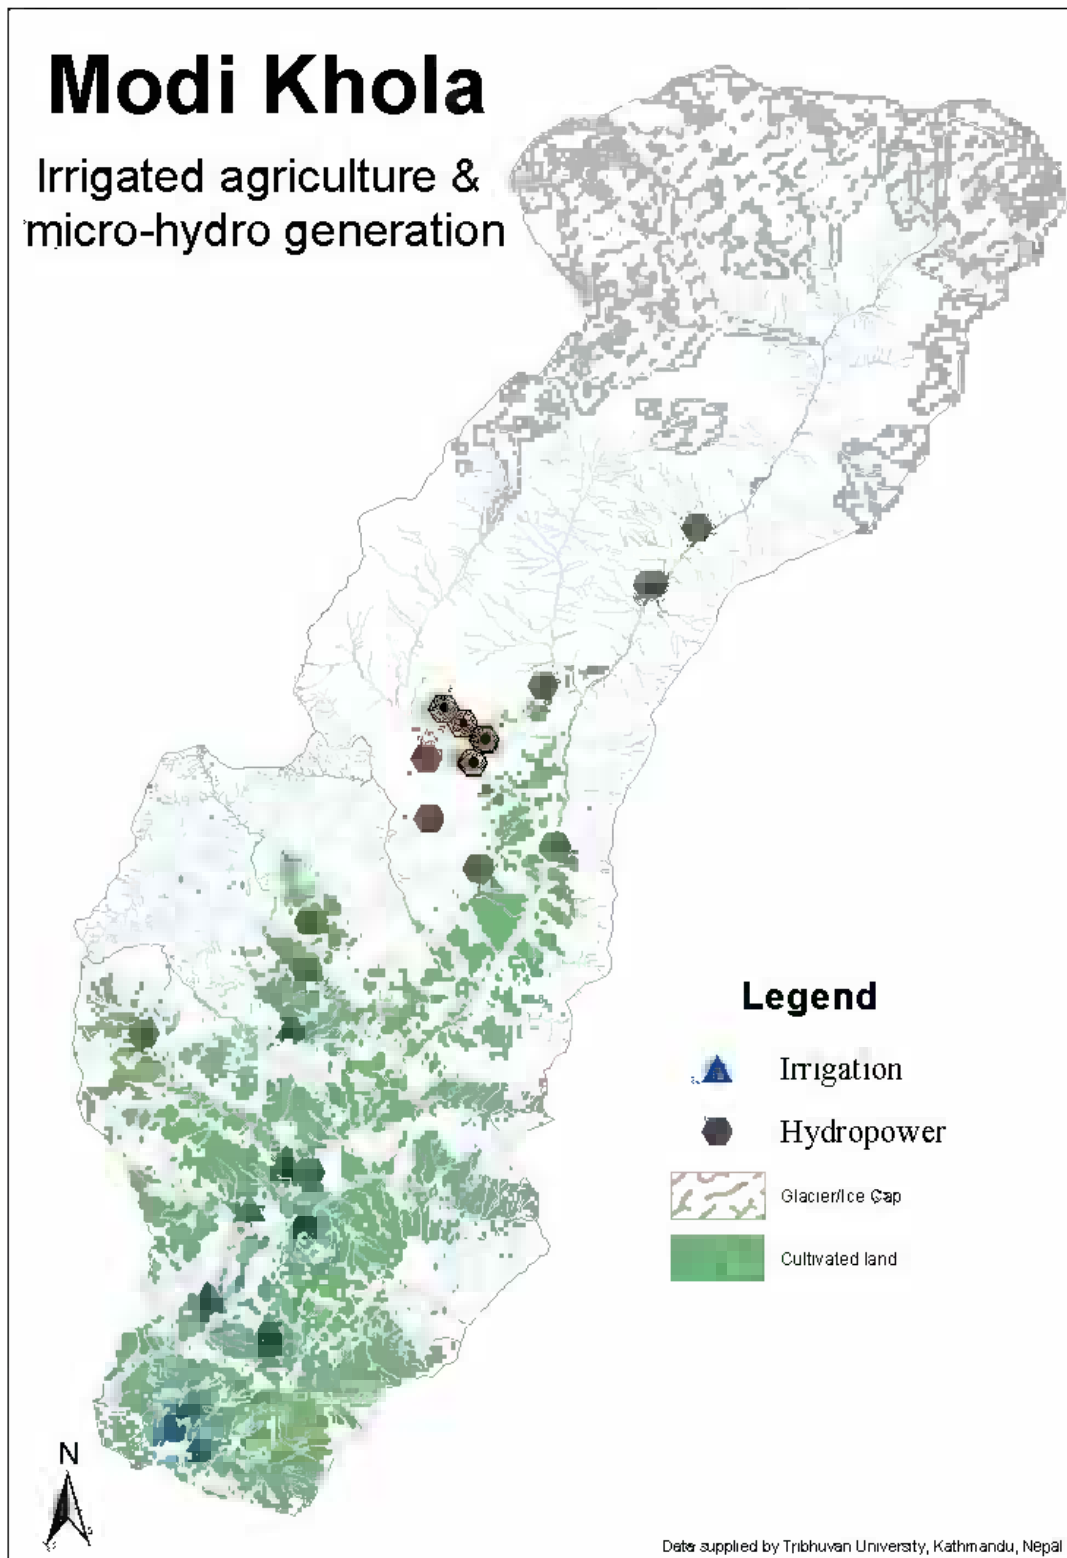 Modi Khola
Irrigated agriculture &
micro-hydro generation
Legend
Irrigation
Hydropower
Glacier/Ice Cap
Cultivated land
N
Data supplied by Tribhuvan University, Kathmandu, Nepal